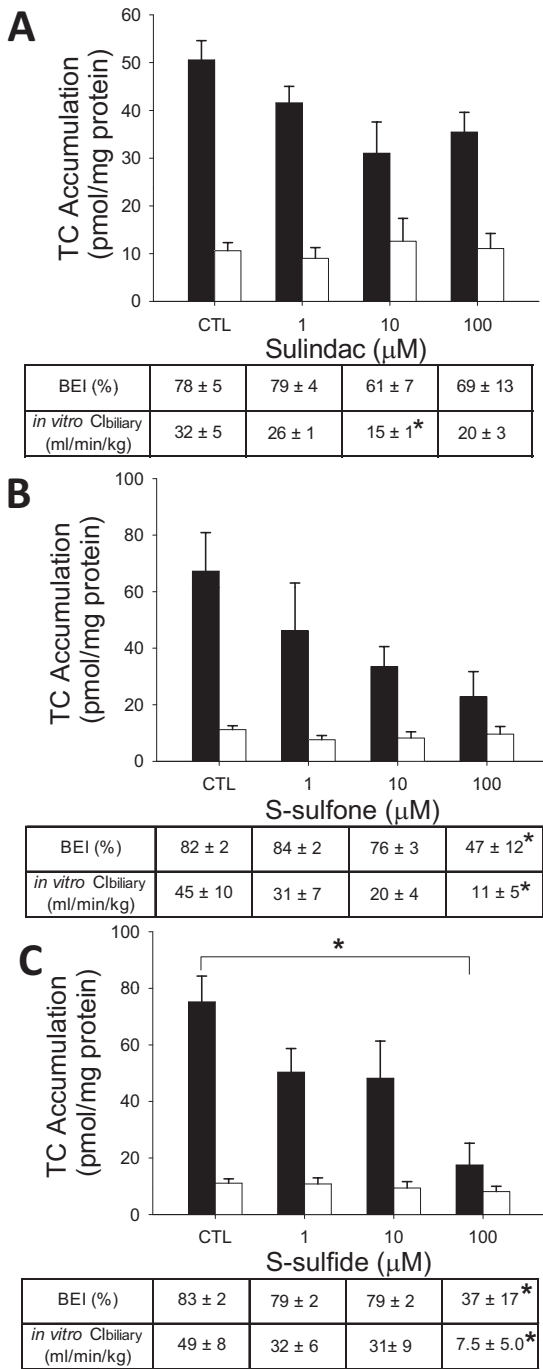 A
TC Accumulation
(pmol/mg protein)
60
50
40
30
20
10
0
CTL 1 10 100
Sulindac (μM)
BEI (%) 78 ± 5 79 ± 4 61 ± 7 69 ± 13
in vitro Clbiliary
(ml/min/kg) 32 ± 5 26 ± 1 15 ± 1* 20 ± 3
B
TC Accumulation
(pmol/mg protein)
100
80
60
40
20
0
CTL 1 10 100
S-sulfone (μM)
BEI (%) 82 ± 2 84 ± 2 76 ± 3 47 ± 12*
in vitro Clbiliary
(ml/min/kg) 45 ± 10 31 ± 7 20 ± 4 11 ± 5*
C
TC Accumulation
(pmol/mg protein)
100
80
60
40
20
0
*
CTL 1 10 100
S-sulfide (μM)
BEI (%) 83 ± 2 79 ± 2 79 ± 2 37 ± 17*
in vitro Clbiliary
(ml/min/kg) 49 ± 8 32 ± 6 31± 9 7.5 ± 5.0*